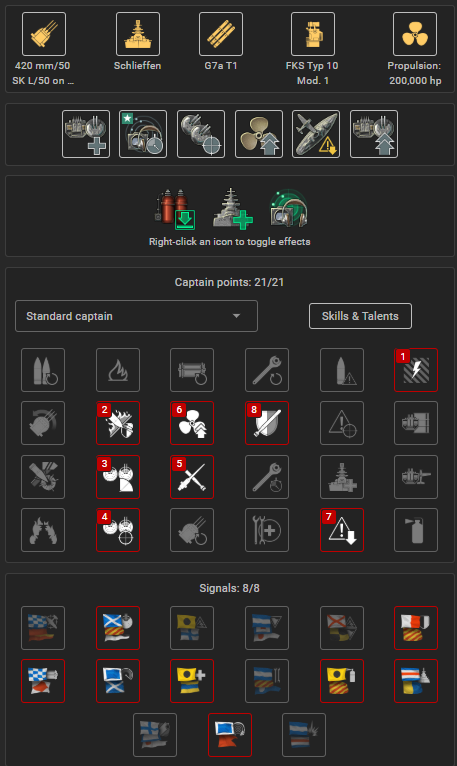 420 mm/50 Schlieffen G7a T1 FKS Typ 10 Propulsion:
SK L/50 on ... Mod. 1 200,000 hp
Right-click an icon to toggle effects
Captain points: 21/21
Standard captain Skills & Talents
1
2 6 8
3 5
4 7
Signals: 8/8